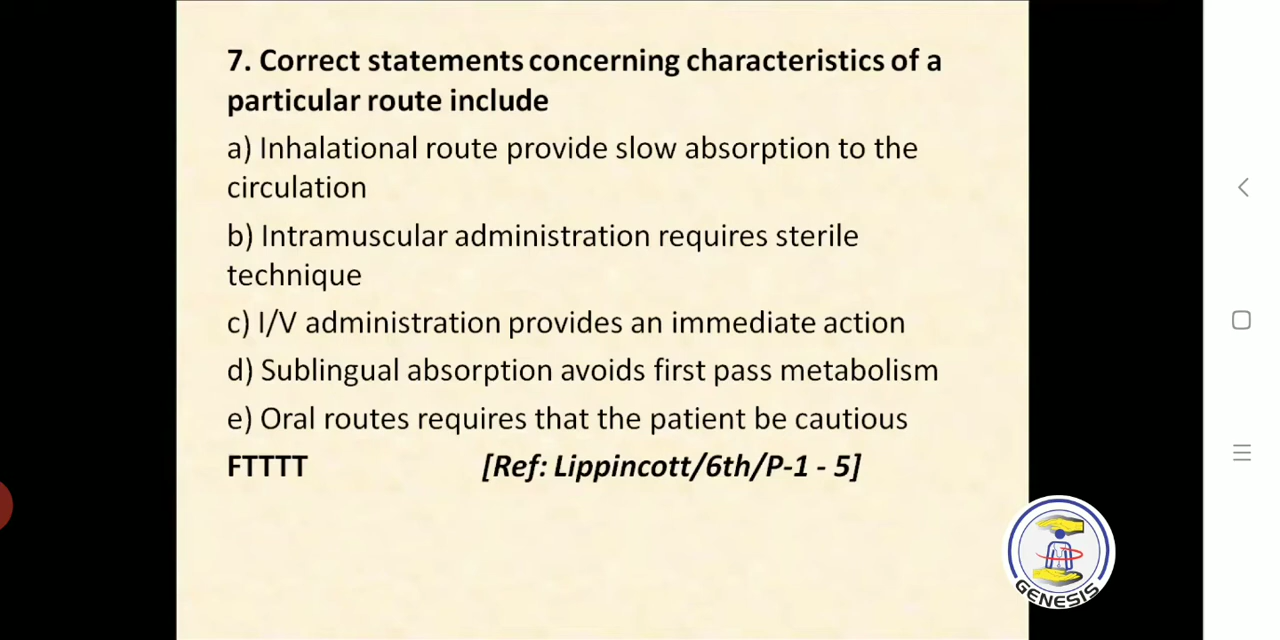 7. Correct statements concerning characteristics of a
particular route include
a) Inhalational route provide slow absorption to the
circulation
b) Intramuscular administration requires sterile
technique
c) I/V administration provides an immediate action
d) Sublingual absorption avoids first pass metabolism
e) Oral routes requires that the patient be cautious
FTTTT [Ref: Lippincott/6th/P-1 - 5]
GENESIS